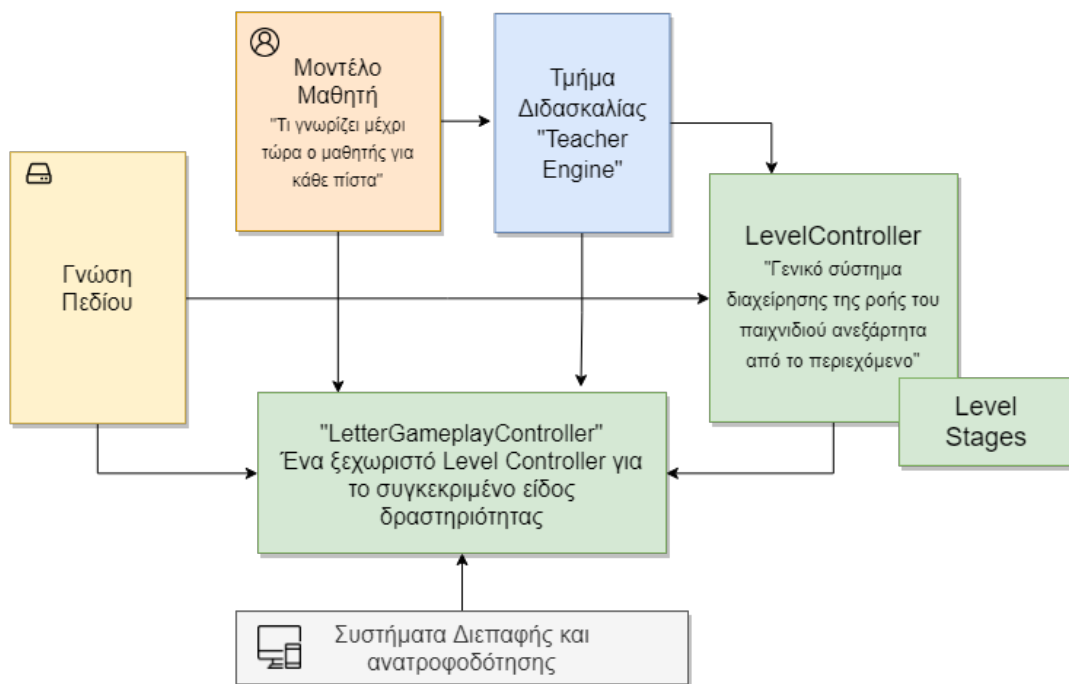 Μοντέλο
Μαθητή
"Τι γνωρίζει μέχρι
τώρα ο μαθητής για
κάθε πίστα"
Τμήμα
Διδασκαλίας
"Teacher
Engine"
Γνώση
Πεδίου
LevelController
"Γενικό σύστημα
διαχείρησης της ροής του
παιχνιδιού ανεξάρτητα
από το περιεχόμενο"
Level
Stages
"LetterGameplayController"
Ένα ξεχωριστό Level Controller για
το συγκεκριμένο είδος
δραστηριότητας
Συστήματα Διεπαφής και
ανατροφοδότησης